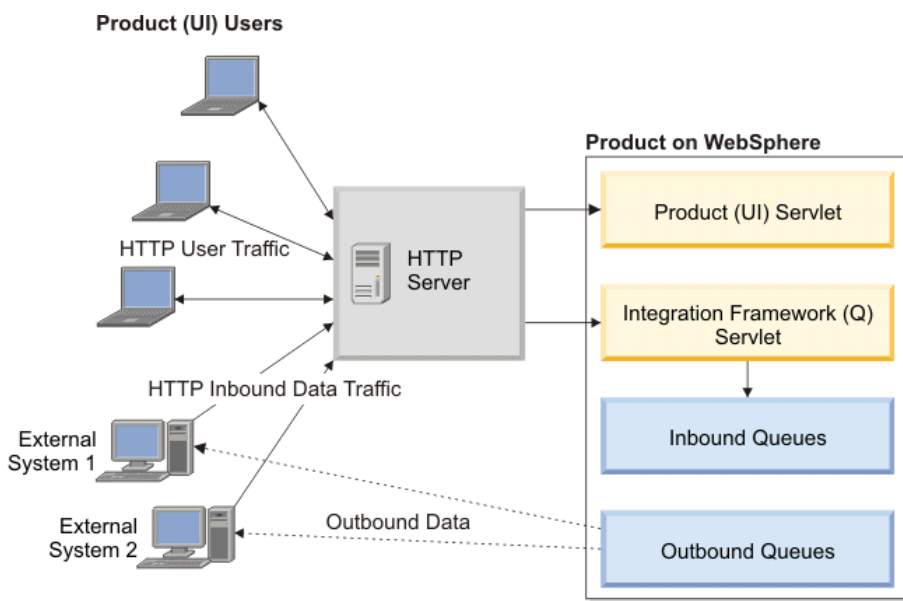 Product (UI) Users
Product on WebSphere
Product (UI) Servlet
HTTP User Traffic
HTTP
Server
Integration Framework (Q)
Servlet
HTTP Inbound Data Traffic
External
System 1
Inbound Queues
External
System 2
Outbound Data
Outbound Queues